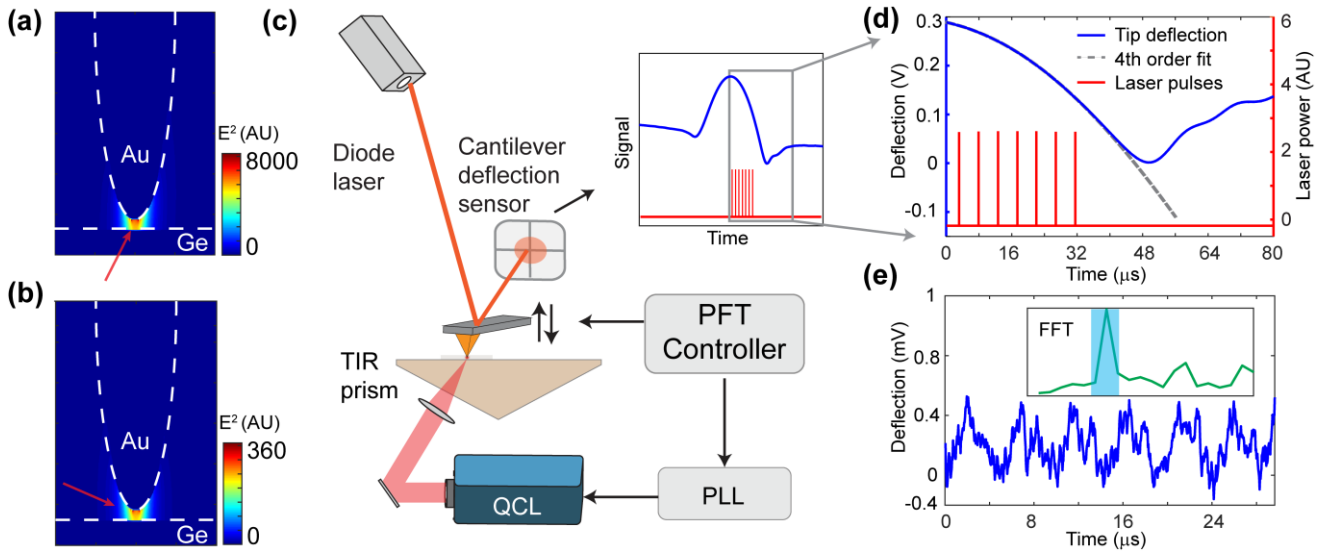 (a)
Au
Ge
E² (AU)
8000
0
(b)
Au
Ge
E² (AU)
360
0
(c)
Diode
laser
Cantilever
deflection
sensor
TIR
prism
QCL
PFT
Controller
PLL
Signal
Time
(d)
Deflection (V)
0.3
0.2
0.1
0
-0.1
Tip deflection
4th order fit
Laser pulses
6
4
2
0
Laser power (AU)
0 16 32 48 64 80
Time (μs)
(e)
Deflection (mV)
1
0.8
0.4
0
-0.4
FFT
0 8 16 24
Time (μs)